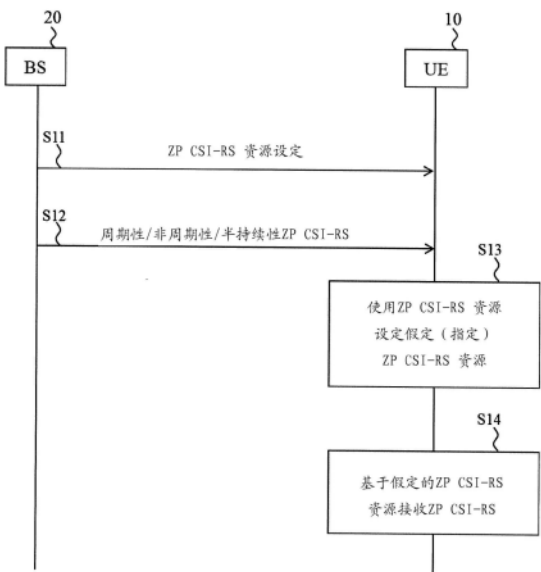 20
10
BS
UE
S11
ZP CSI-RS 资源设定
S12
周期性/非周期性/半持续性ZP CSI-RS
S13
使用ZP CSI-RS 资源
设定假定(指定)
ZP CSI-RS 资源
S14
基于假定的ZP CSI-RS
资源接收ZP CSI-RS